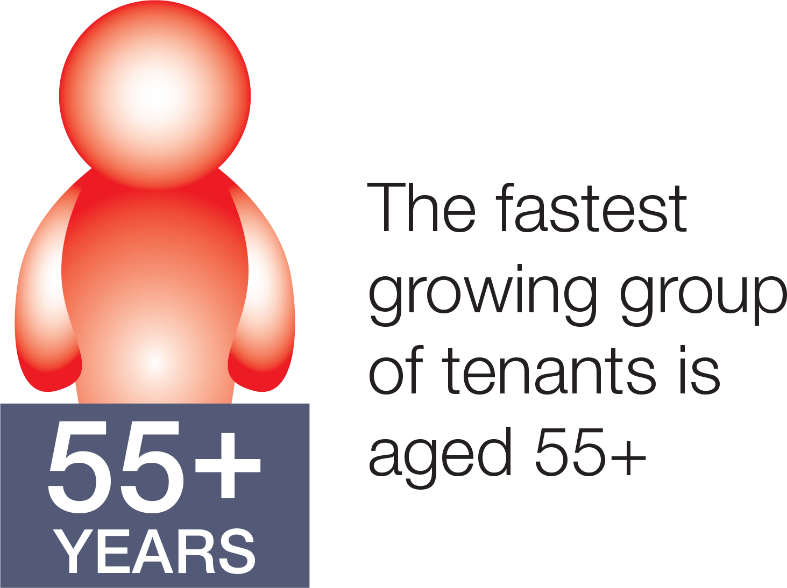 55+
YEARS
The fastest
growing group
of tenants is
aged 55+